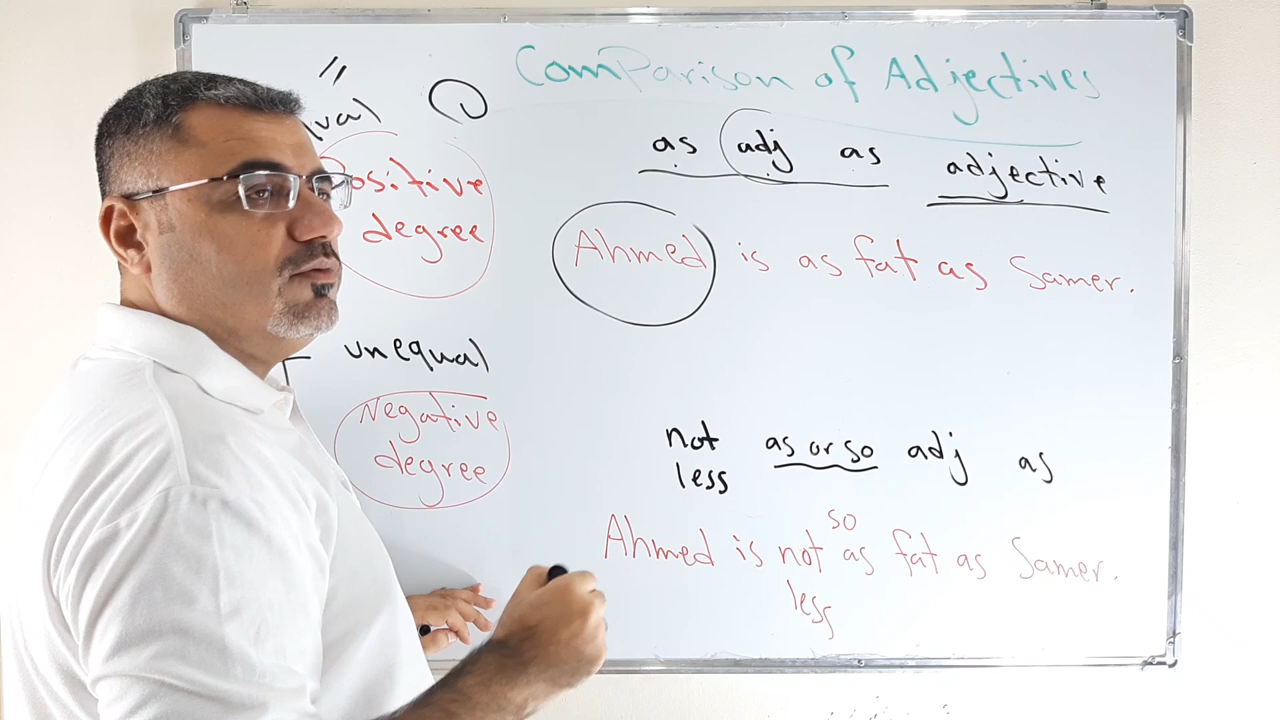 Comparison of Adjectives
as adj as adjective
Ahmed is as fat as Samer.
Positive
degree
unequal
Negative
degree
not as or so adj as
less
so
Ahmed is not as fat as Samer.
less